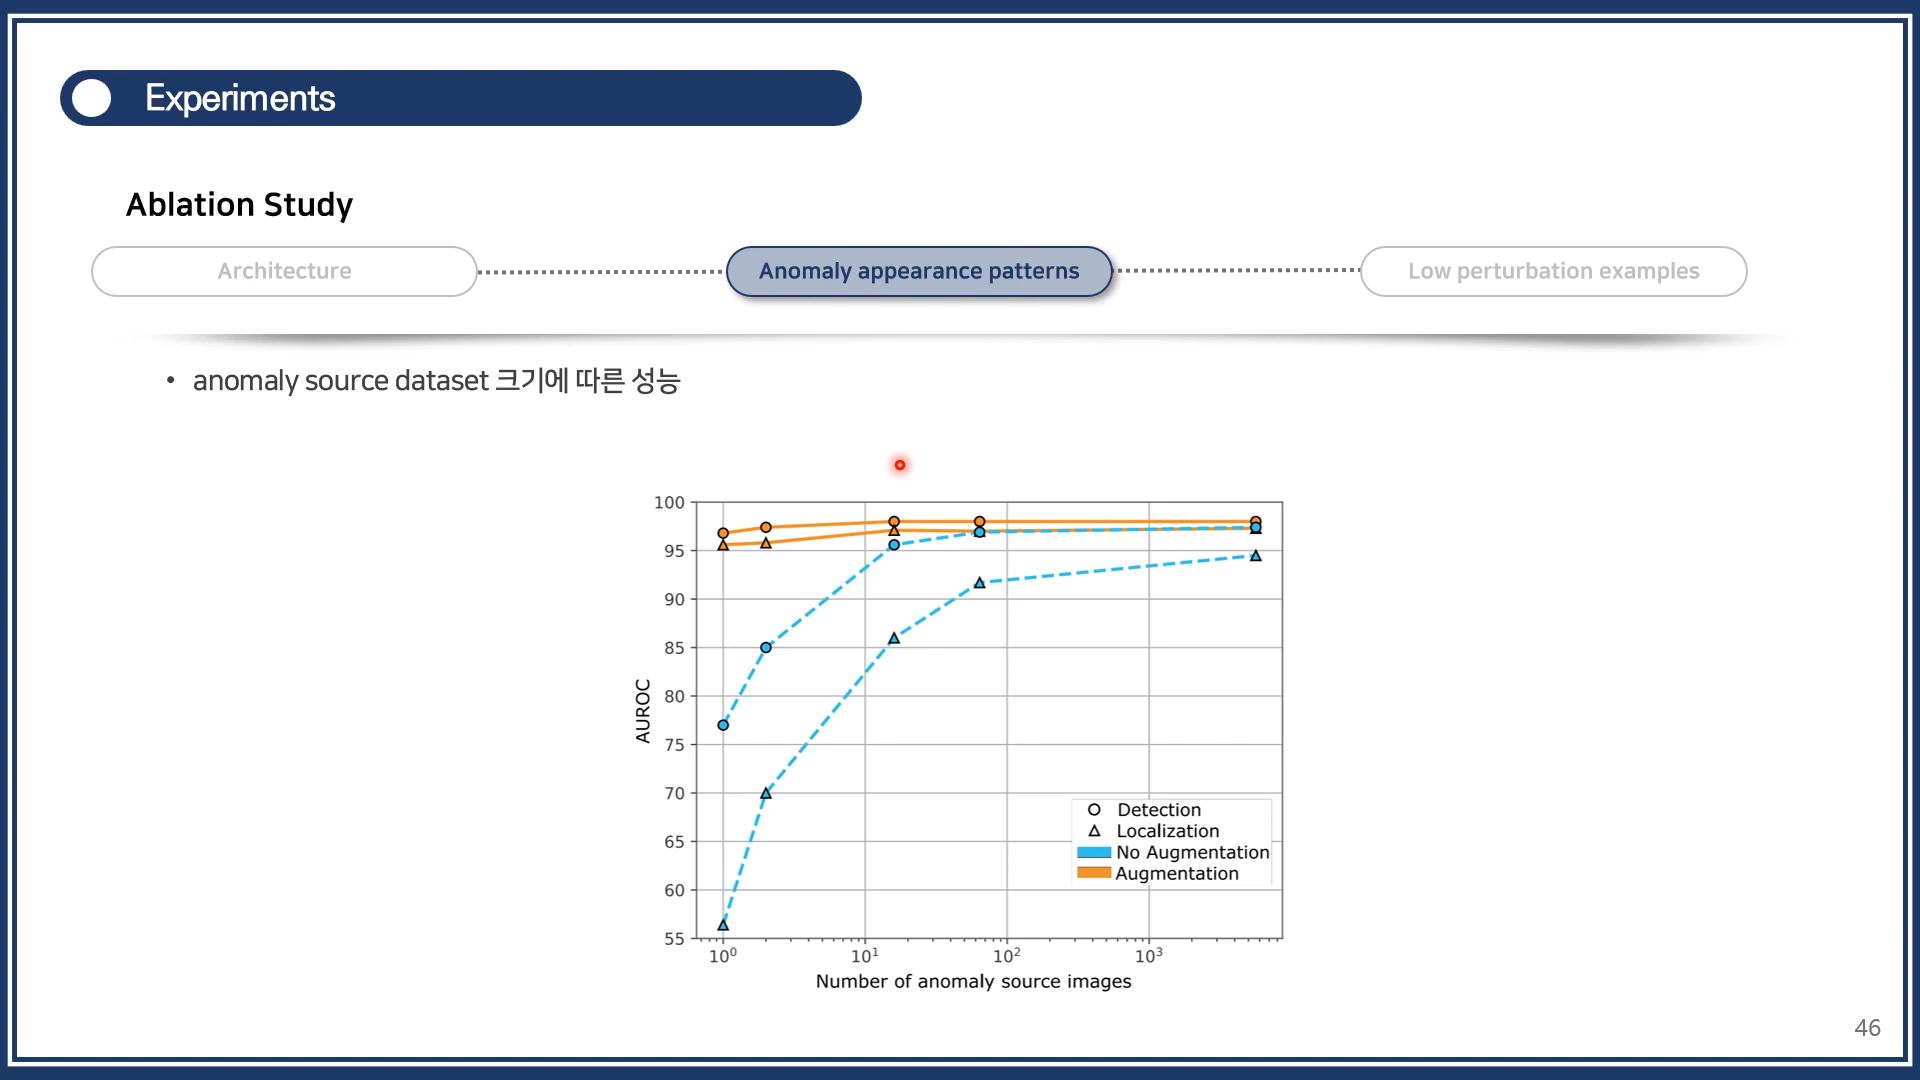 Experiments
Ablation Study
Architecture
Anomaly appearance patterns
Low perturbation examples
• anomaly source dataset 크기에 따른 성능
100
95
90
85
80
75
70
65
60
55
AUROC
10⁰ 10¹ 10² 10³
Number of anomaly source images
Detection
Localization
No Augmentation
Augmentation
46